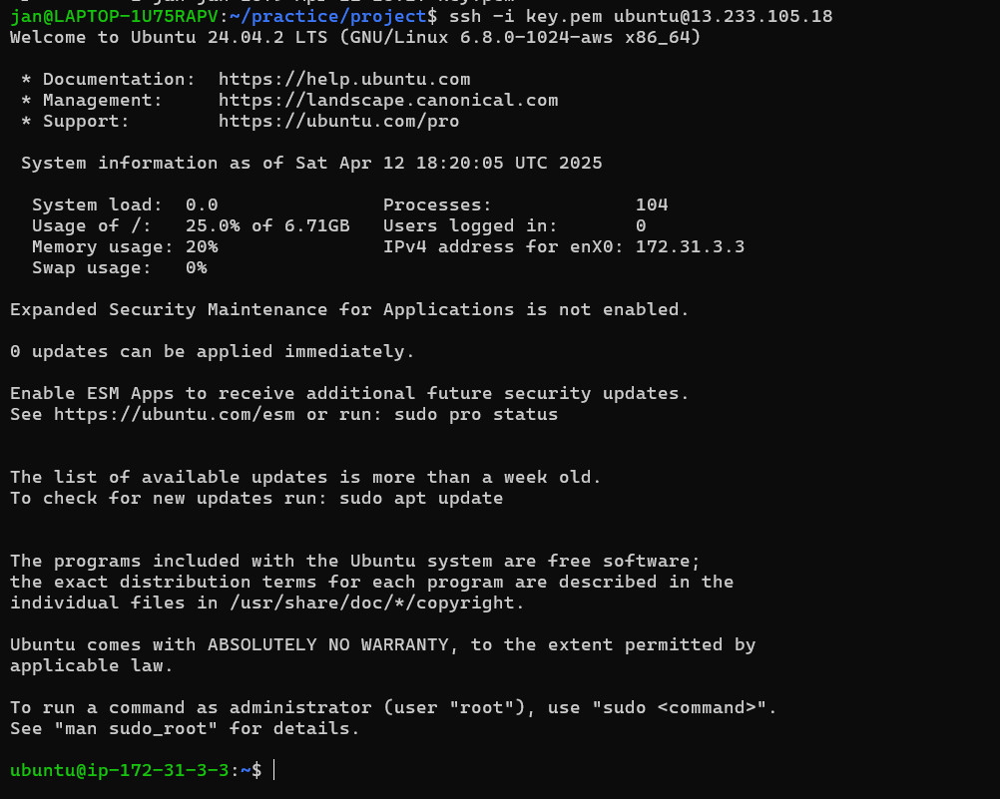 jan@LAPTOP-1U75RAPV:~/practice/project$ ssh -i key.pem ubuntu@13.233.105.18
Welcome to Ubuntu 24.04.2 LTS (GNU/Linux 6.8.0-1024-aws x86_64)

 * Documentation:  https://help.ubuntu.com
 * Management:     https://landscape.canonical.com
 * Support:        https://ubuntu.com/pro

 System information as of Sat Apr 12 18:20:05 UTC 2025

  System load:  0.0               Processes:             104
  Usage of /:   25.0% of 6.71GB   Users logged in:       0
  Memory usage: 20%               IPv4 address for enX0: 172.31.3.3
  Swap usage:   0%

Expanded Security Maintenance for Applications is not enabled.

0 updates can be applied immediately.

Enable ESM Apps to receive additional future security updates.
See https://ubuntu.com/esm or run: sudo pro status


The list of available updates is more than a week old.
To check for new updates run: sudo apt update


The programs included with the Ubuntu system are free software;
the exact distribution terms for each program are described in the
individual files in /usr/share/doc/*/copyright.

Ubuntu comes with ABSOLUTELY NO WARRANTY, to the extent permitted by
applicable law.

To run a command as administrator (user "root"), use "sudo <command>".
See "man sudo_root" for details.

ubuntu@ip-172-31-3-3:~$